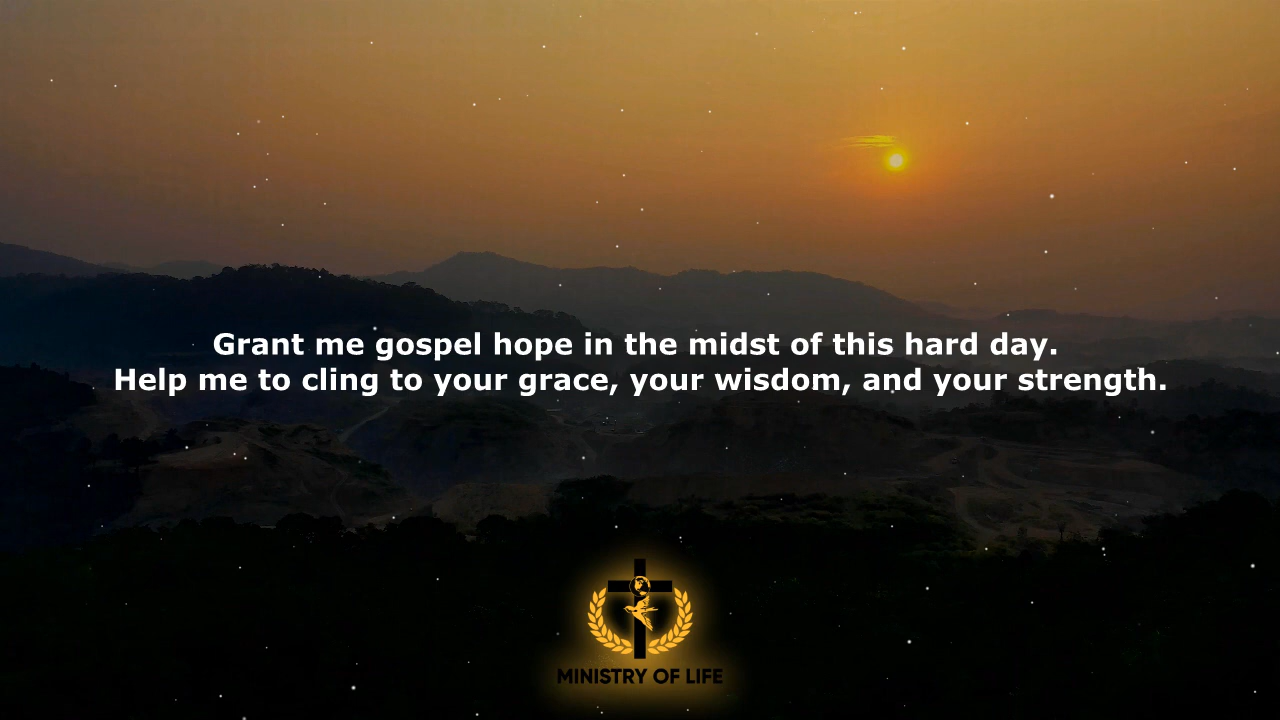 Grant me gospel hope in the midst of this hard day.
Help me to cling to your grace, your wisdom, and your strength.
MINISTRY OF LIFE